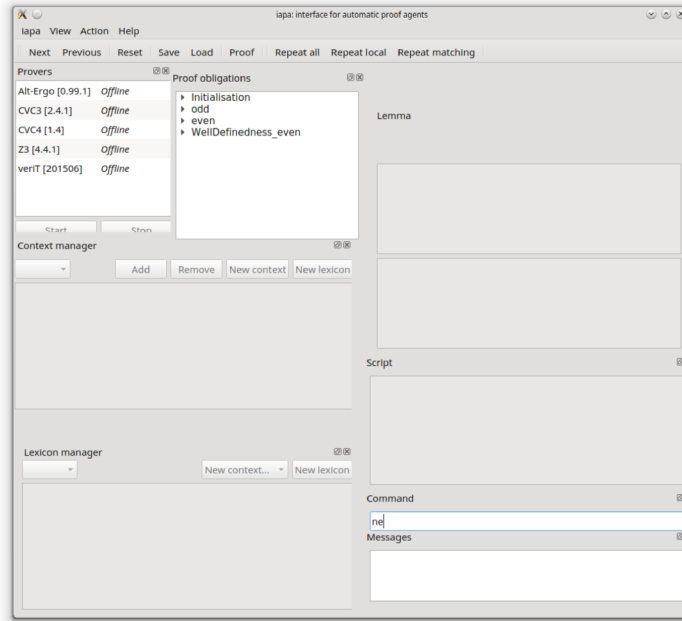 iapa: interface for automatic proof agents
iapa View Action Help
Next Previous Reset Save Load Proof Repeat all Repeat local Repeat matching
Provers
Alt-Ergo [0.99.1] Offline
CVC3 [2.4.1] Offline
CVC4 [1.4] Offline
Z3 [4.4.1] Offline
veriT [201506] Offline
Start Stop
Proof obligations
Initialisation
odd
even
WellDefinedness_even
Context manager
Add Remove New context New lexicon
Lexicon manager
New context... New lexicon
Lemma
Script
Command
ne
Messages